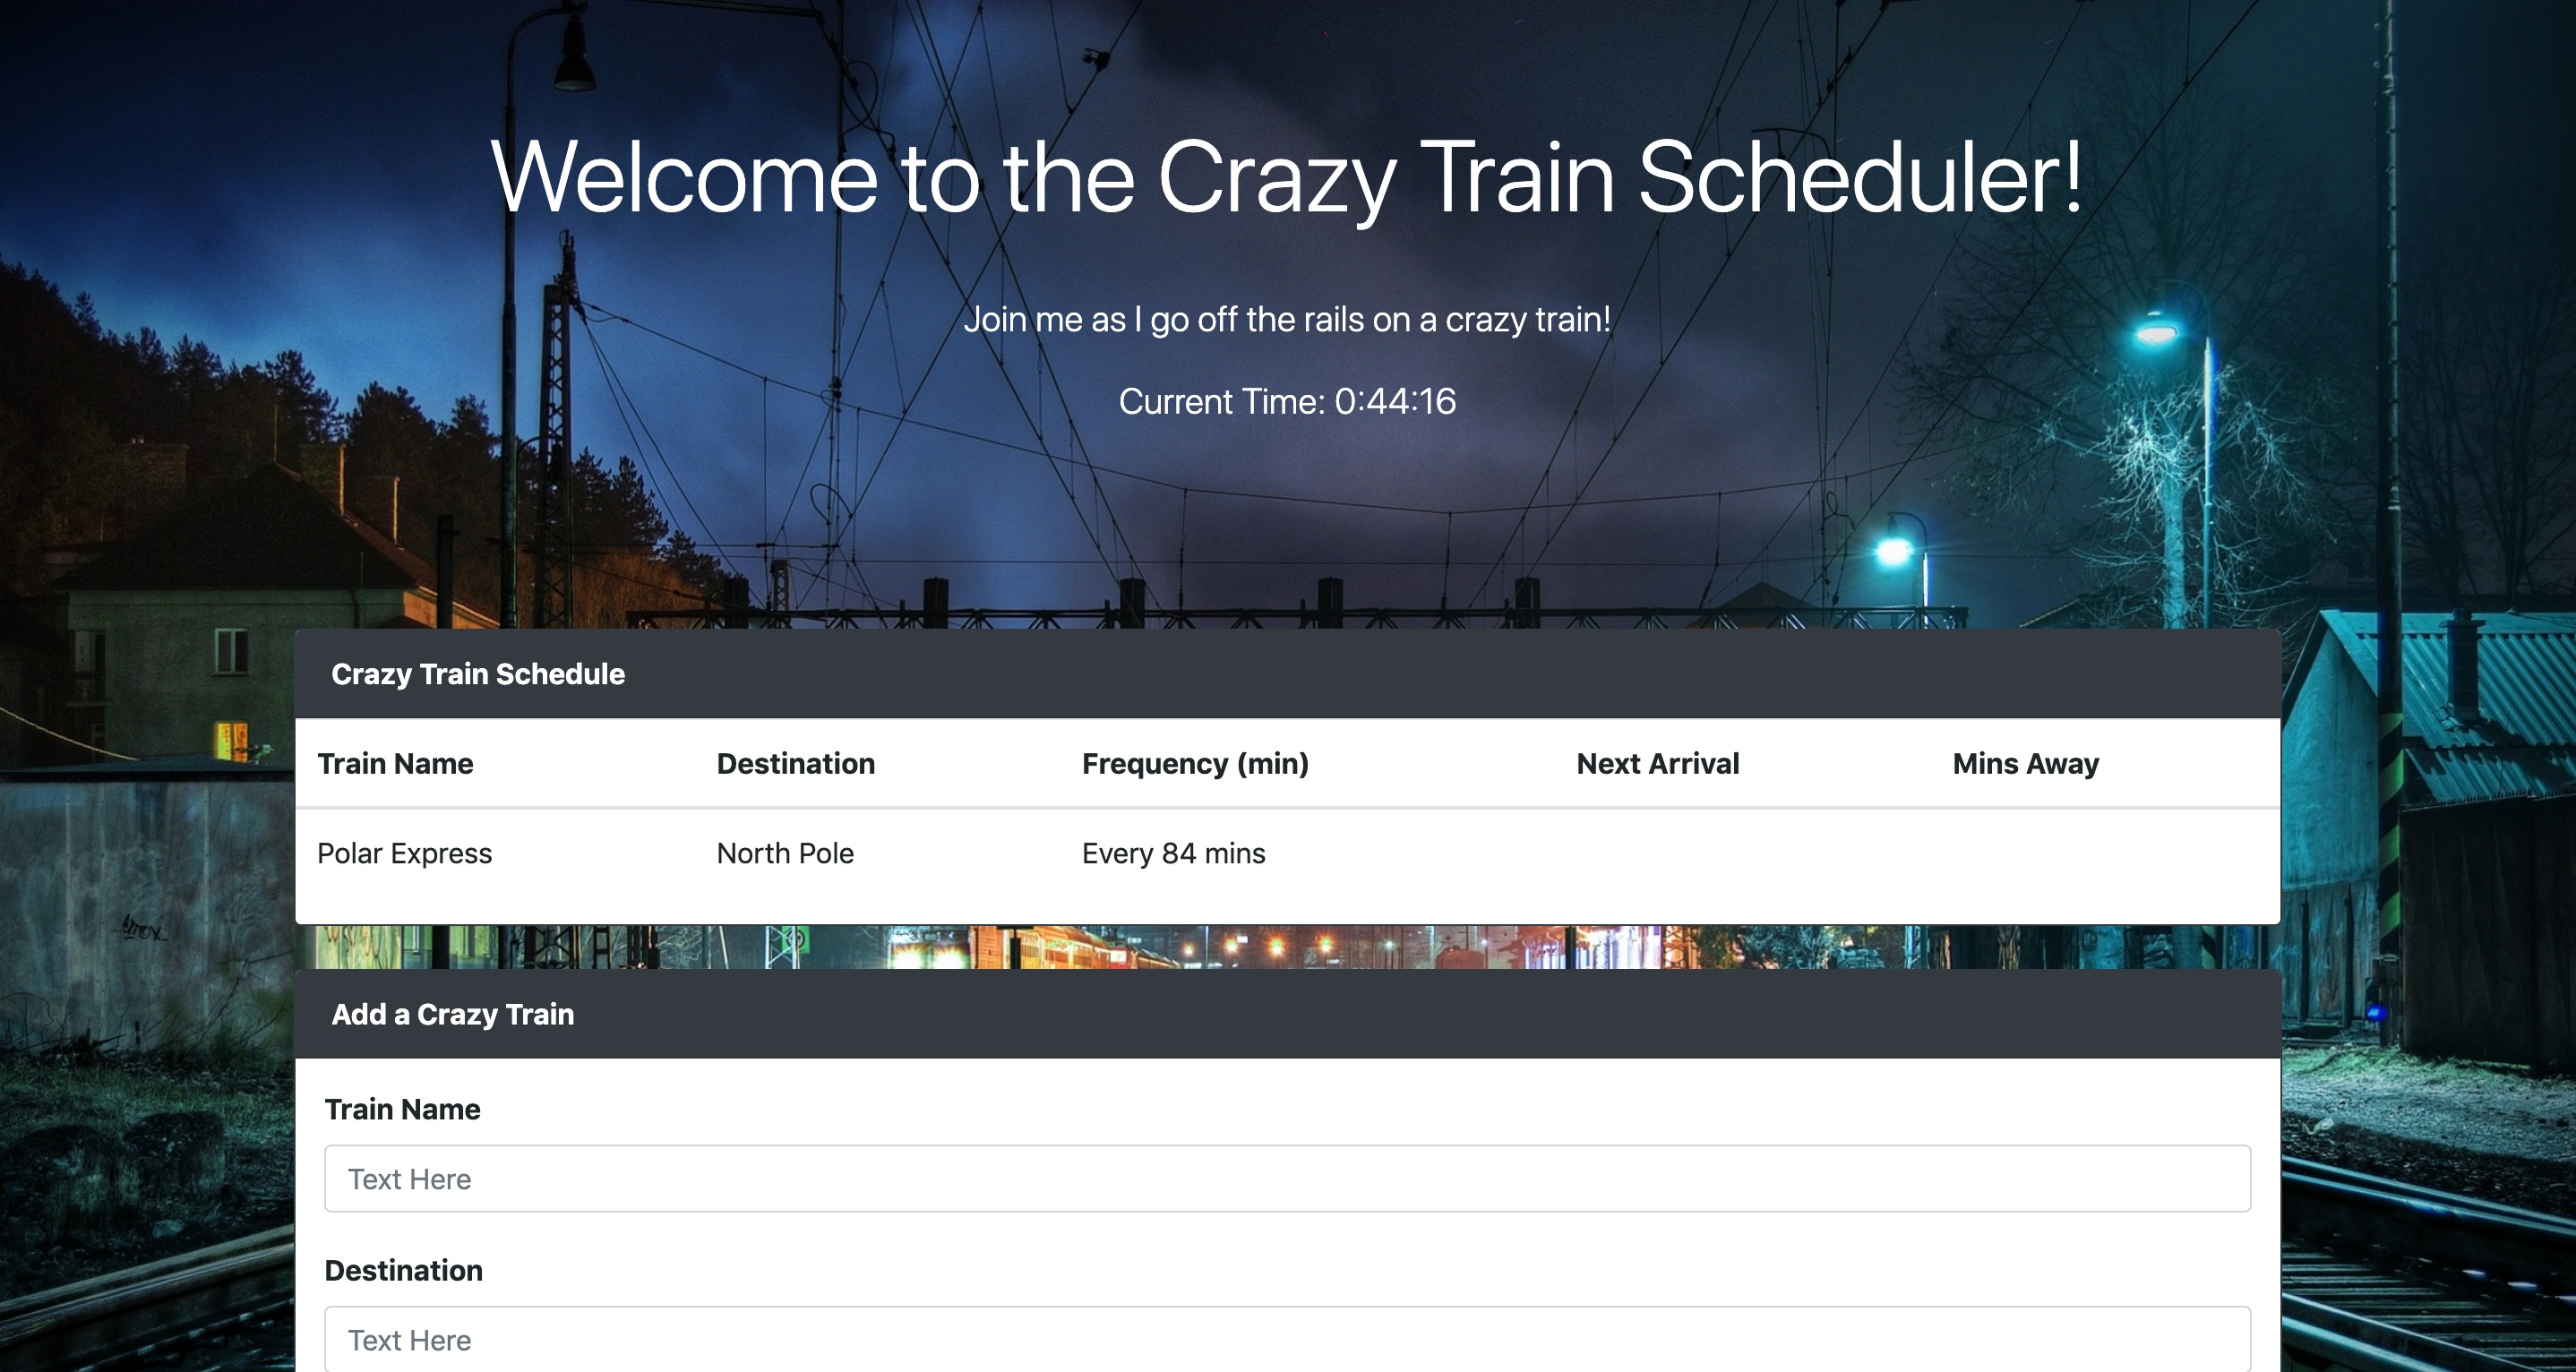 Welcome to the Crazy Train Scheduler!
Join me as I go off the rails on a crazy train!
Current Time: 0:44:16
Crazy Train Schedule
Train Name Destination Frequency (min) Next Arrival Mins Away
Polar Express North Pole Every 84 mins
Add a Crazy Train
Train Name
Text Here
Destination
Text Here